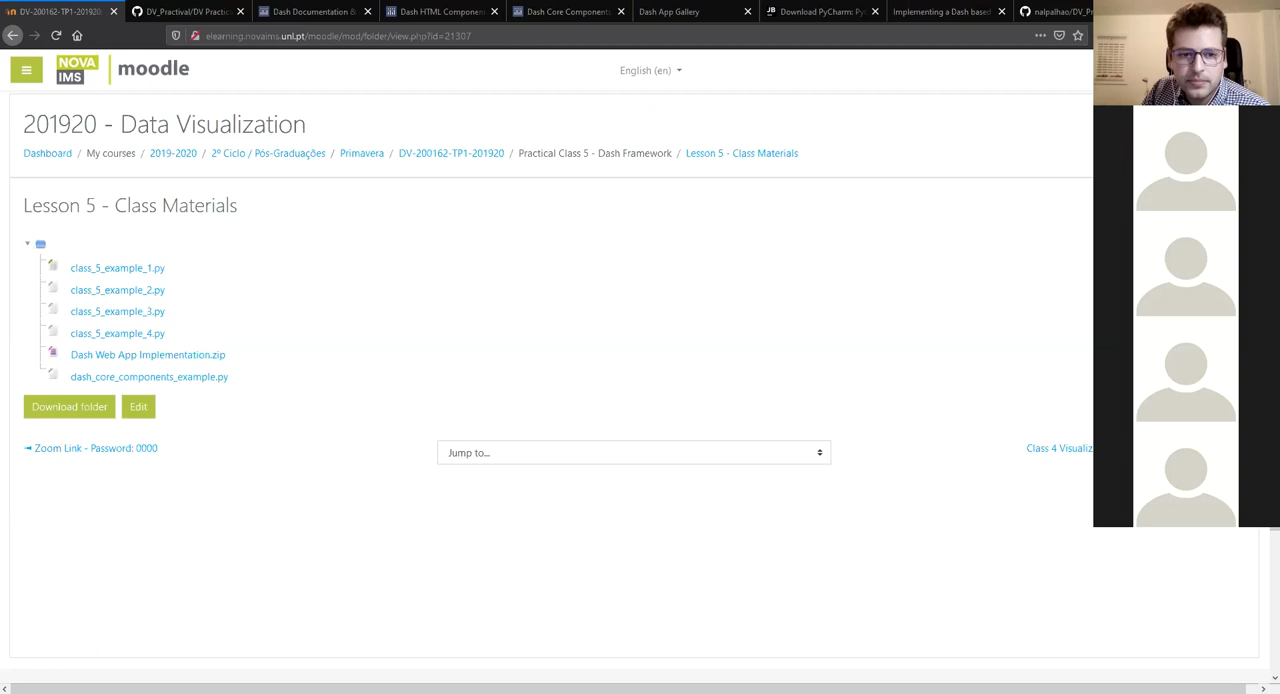 DV-200162-TP1-201920
DV_Practival/DV Practic
Dash Documentation &
Dash HTML Componen
Dash Core Components
Dash App Gallery
Download PyCharm: Py
Implementing a Dash based
nalpalhao/DV_Pr
elearning.novaims.unl.pt/moodle/mod/folder/view.php?id=21307
NOVA
IMS
moodle
English (en)
201920 - Data Visualization
Dashboard / My courses / 2019-2020 / 2º Ciclo / Pós-Graduações / Primavera / DV-200162-TP1-201920 / Practical Class 5 - Dash Framework / Lesson 5 - Class Materials
Lesson 5 - Class Materials
class_5_example_1.py
class_5_example_2.py
class_5_example_3.py
class_5_example_4.py
Dash Web App Implementation.zip
dash_core_components_example.py
Download folder
Edit
Zoom Link - Password: 0000
Jump to...
Class 4 Visualiz